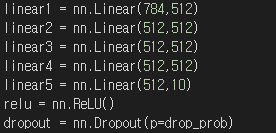 linear1 = nn.Linear(784,512)
linear2 = nn.Linear(512,512)
linear3 = nn.Linear(512,512)
linear4 = nn.Linear(512,512)
linear5 = nn.Linear(512,10)
relu = nn.ReLU()
dropout = nn.Dropout(p=drop_prob)